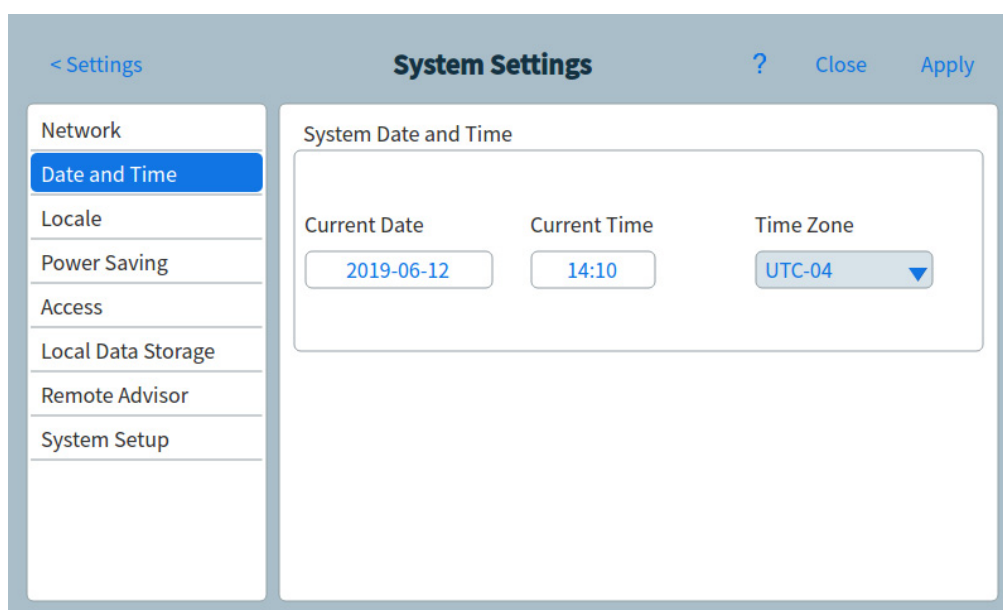 < Settings System Settings ? Close Apply
Network
Date and Time
Locale
Power Saving
Access
Local Data Storage
Remote Advisor
System Setup
System Date and Time
Current Date Current Time Time Zone
2019-06-12 14:10 UTC-04